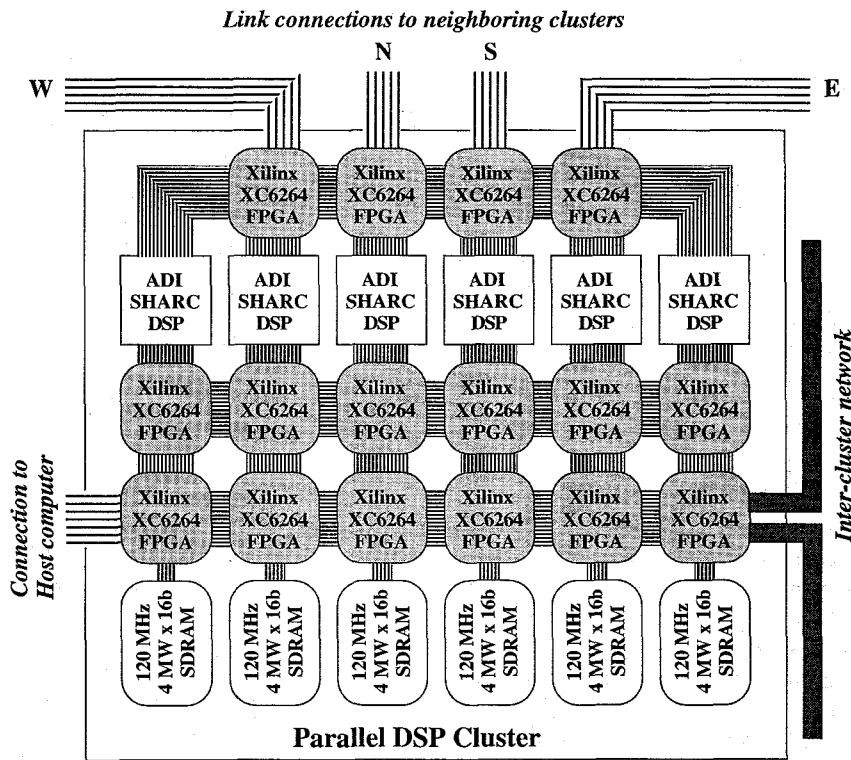 Link connections to neighboring clusters
N
S
W
E
Xilinx
XC6264
FPGA
Xilinx
XC6264
FPGA
Xilinx
XC6264
FPGA
Xilinx
XC6264
FPGA
ADI
SHARC
DSP
ADI
SHARC
DSP
ADI
SHARC
DSP
ADI
SHARC
DSP
ADI
SHARC
DSP
ADI
SHARC
DSP
Xilinx
XC6264
FPGA
Xilinx
XC6264
FPGA
Xilinx
XC6264
FPGA
Xilinx
XC6264
FPGA
Xilinx
XC6264
FPGA
Xilinx
XC6264
FPGA
Inter-cluster network
Connection to
Host computer
Xilinx
XC6264
FPGA
Xilinx
XC6264
FPGA
Xilinx
XC6264
FPGA
Xilinx
XC6264
FPGA
Xilinx
XC6264
FPGA
Xilinx
XC6264
FPGA
120 MHz
4 MW x 16b
SDRAM
120 MHz
4 MW x 16b
SDRAM
120 MHz
4 MW x 16b
SDRAM
120 MHz
4 MW x 16b
SDRAM
120 MHz
4 MW x 16b
SDRAM
120 MHz
4 MW x 16b
SDRAM
Parallel DSP Cluster